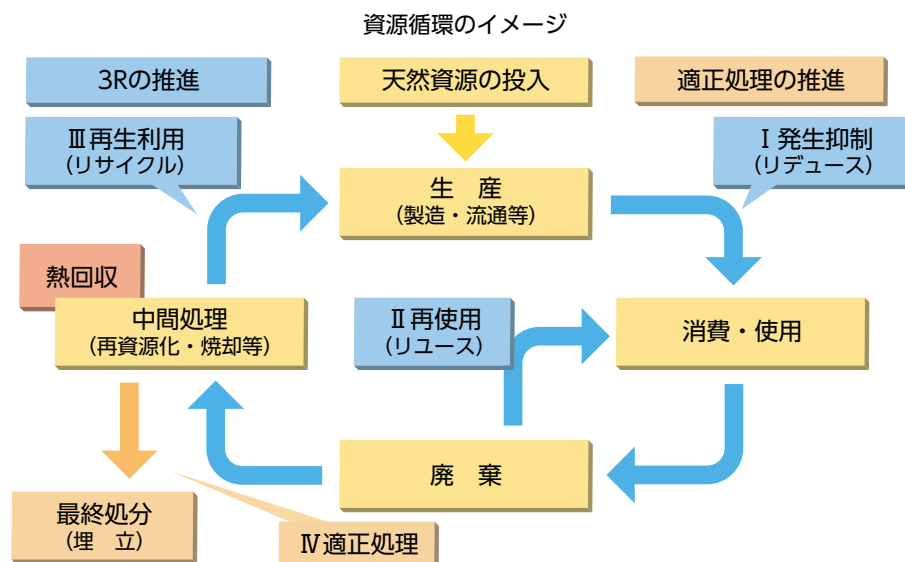 資源循環のイメージ
3Rの推進
天然資源の投入
適正処理の推進
Ⅲ再生利用
(リサイクル)
Ⅰ発生抑制
(リデュース)
生　産
(製造・流通等)
熱回収
中間処理
(再資源化・焼却等)
Ⅱ再使用
(リユース)
消費・使用
廃　棄
最終処分
(埋　立)
Ⅳ適正処理